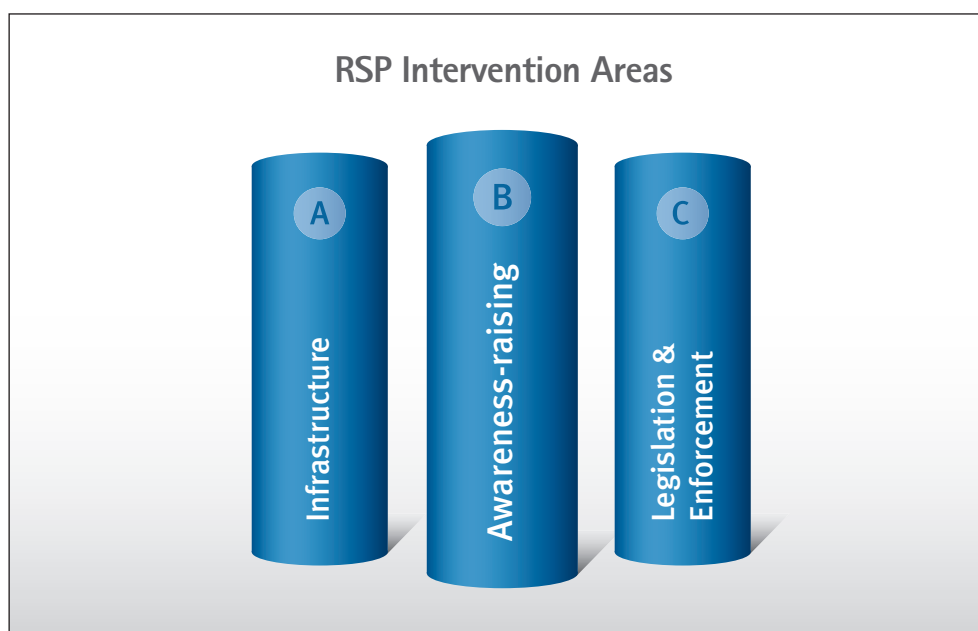 RSP Intervention Areas
A
Infrastructure
B
Awareness-raising
C
Legislation &
Enforcement